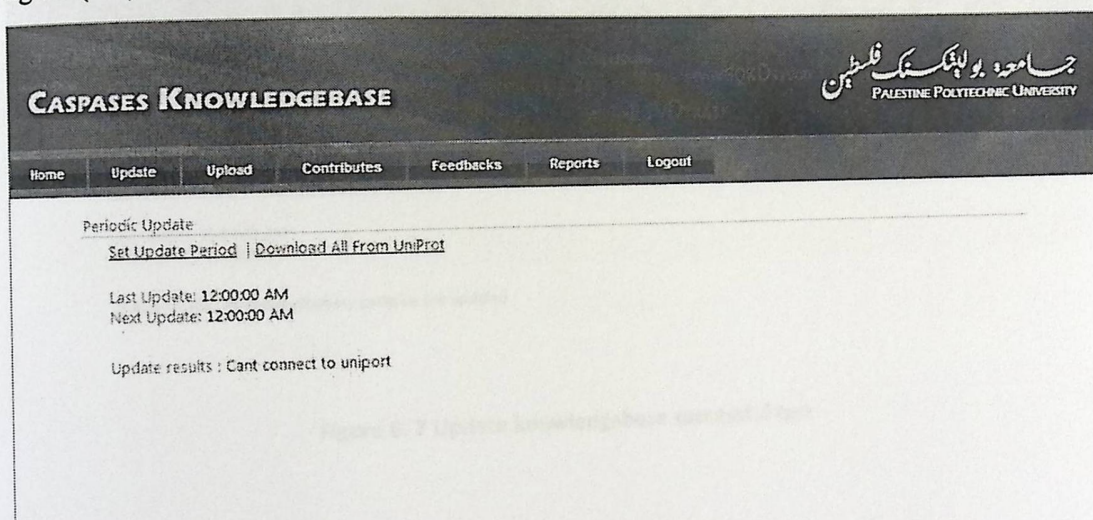 جامعة بوليتكنك فلسطين
PALESTINE POLYTECHNIC UNIVERSITY
CASPASES KNOWLEDGEBASE
Home Update Upload Contributes Feedbacks Reports Logout
Periodic Update
Set Update Period | Download All From UniProt
Last Update: 12:00:00 AM
Next Update: 12:00:00 AM
Update results : Cant connect to uniport